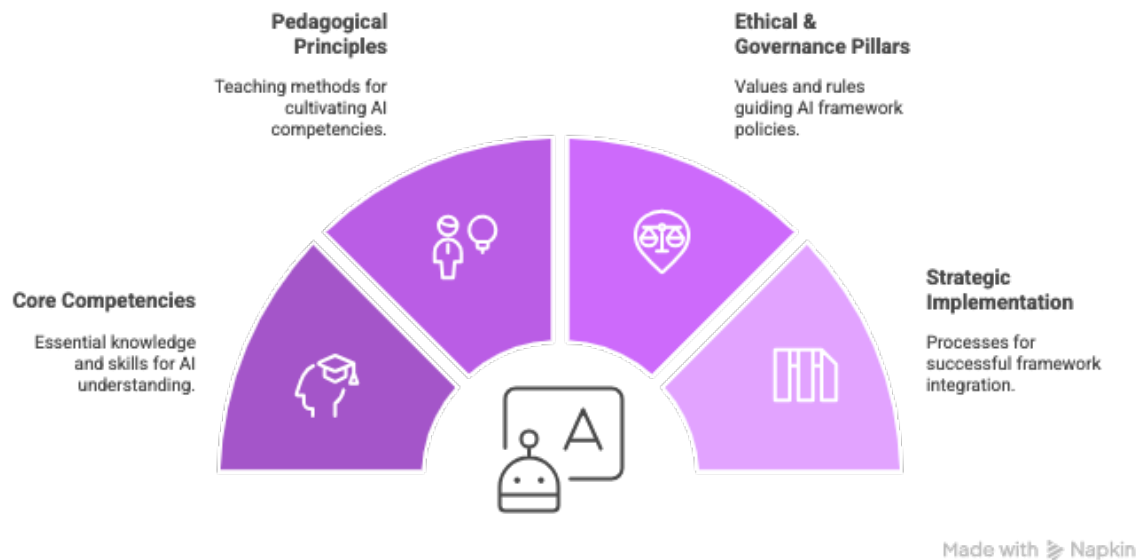 Pedagogical
Principles
Teaching methods for
cultivating AI
competencies.
Ethical &
Governance Pillars
Values and rules
guiding AI framework
policies.
Core Competencies
Essential knowledge
and skills for AI
understanding.
Strategic
Implementation
Processes for
successful framework
integration.
A
Made with Napkin